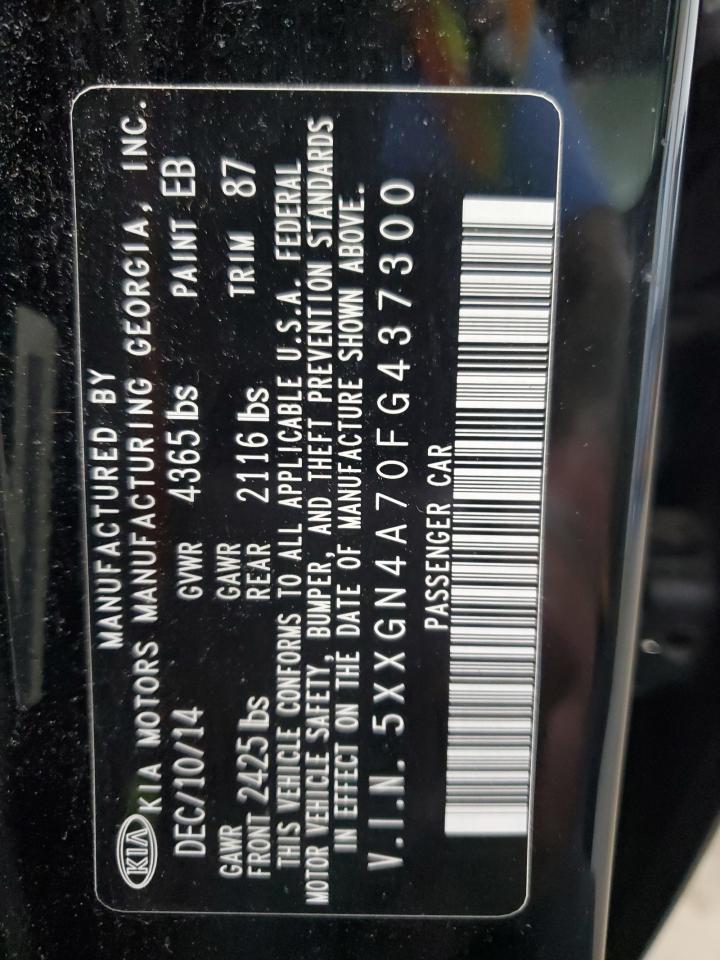 MANUFACTURED BY
KIA KIA MOTORS MANUFACTURING GEORGIA, INC.
DEC/10/14 GVWR 4365 lbs PAINT EB
GAWR FRONT 2425 lbs GAWR REAR 2116 lbs TRIM 87
THIS VEHICLE CONFORMS TO ALL APPLICABLE U.S.A. FEDERAL
MOTOR VEHICLE SAFETY, BUMPER, AND THEFT PREVENTION STANDARDS
IN EFFECT ON THE DATE OF MANUFACTURE SHOWN ABOVE.
V.I.N. 5XXGN4A70FG437300
PASSENGER CAR